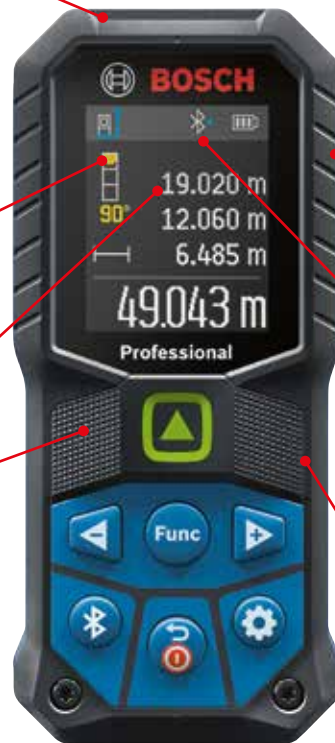 BOSCH
19.020 m
90° 12.060 m
6.485 m
49.043 m
Professional
- Func +